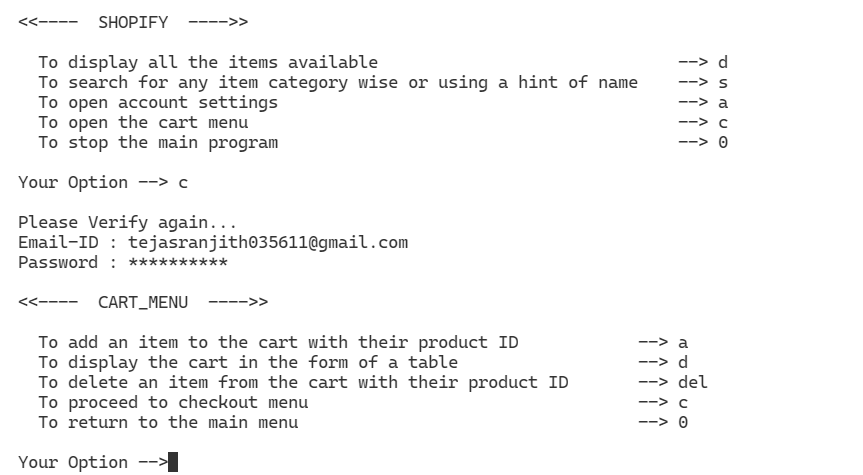 <<----  SHOPIFY  ---->>
To display all the items available --> d
To search for any item category wise or using a hint of name --> s
To open account settings --> a
To open the cart menu --> c
To stop the main program --> 0
Your Option --> c
Please Verify again...
Email-ID : tejasranjith035611@gmail.com
Password : **********
<<----  CART_MENU  ---->>
To add an item to the cart with their product ID --> a
To display the cart in the form of a table --> d
To delete an item from the cart with their product ID --> del
To proceed to checkout menu --> c
To return to the main menu --> 0
Your Option -->